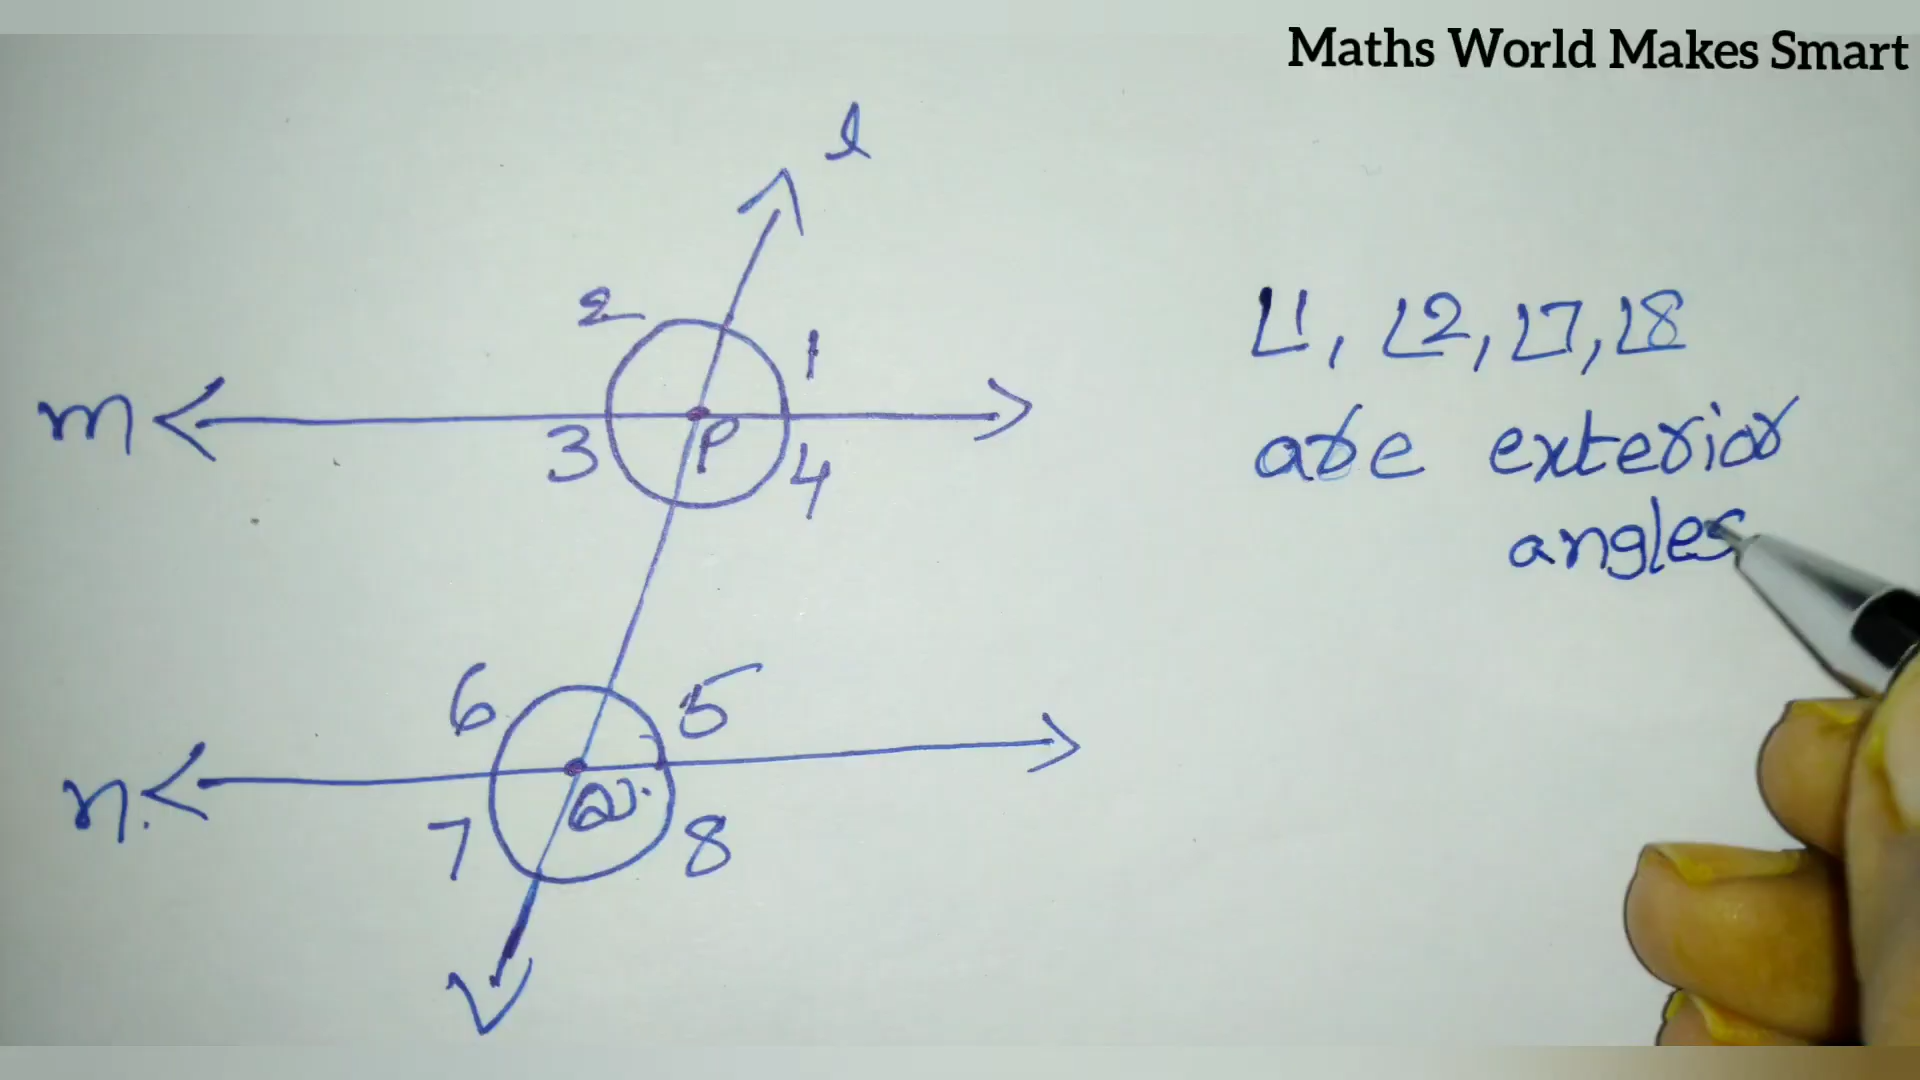 Maths World Makes Smart
l
2
1
m
3
P
4
∠1, ∠2, ∠7, ∠8
are exterior
angles
6
5
n.
Q
7
8